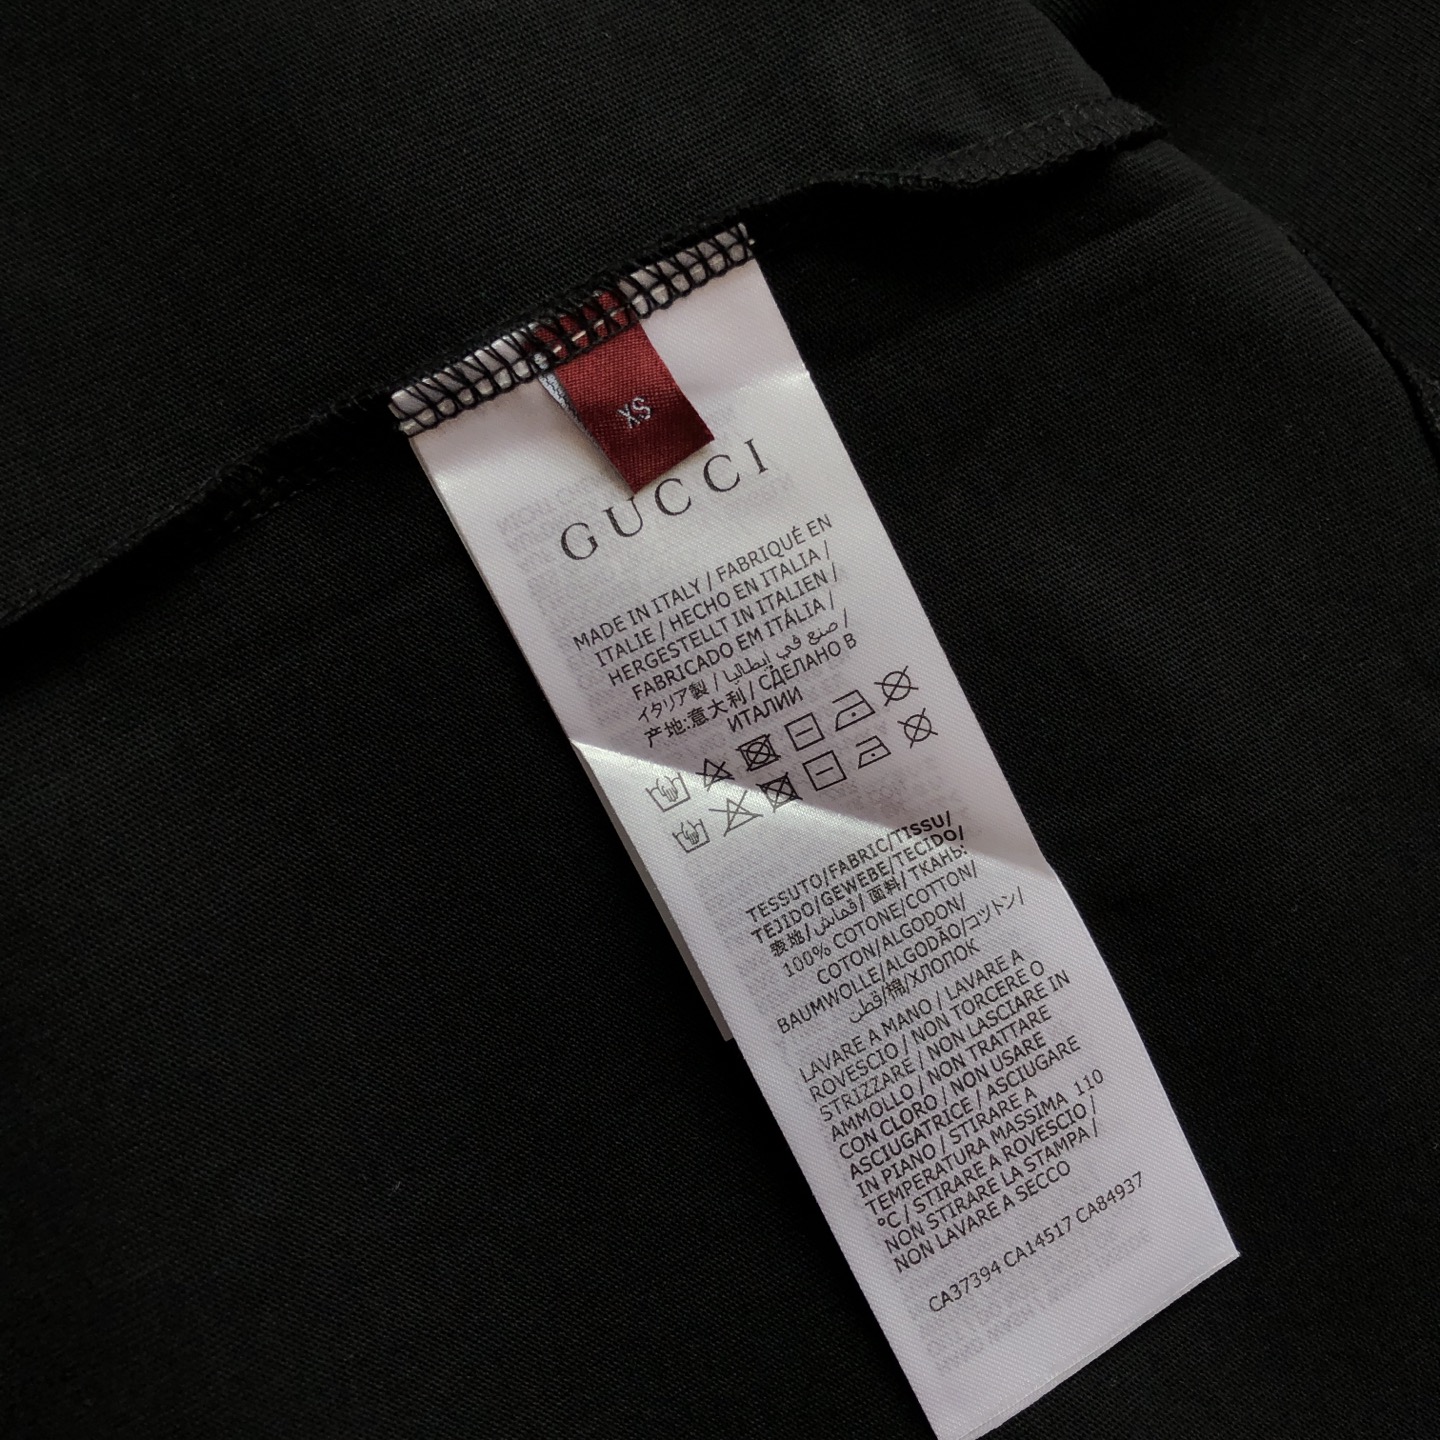 XS
GUCCI
MADE IN ITALY / FABRIQUÉ EN
ITALIE / HECHO EN ITALIA /
HERGESTELLT IN ITALIEN /
FABRICADO EM ITÁLIA /
イタリア製 / صنع في إيطاليا /
产地:意大利 / СДЕЛАНО В
ИТАЛИИ
TESSUTO/FABRIC/TISSU/
TEJIDO/GEWEBE/TECIDO/
表地/قماش/面料/ТКАНЬ:
100% COTONE/COTTON/
COTON/ALGODON/
BAUMWOLLE/ALGODÃO/コットン/
قطن/棉/ХЛОПОК
LAVARE A MANO / LAVARE A
ROVESCIO / NON TORCERE O
STRIZZARE / NON LASCIARE IN
AMMOLLO / NON TRATTARE
CON CLORO / NON USARE
ASCIUGATRICE / ASCIUGARE
IN PIANO / STIRARE A
TEMPERATURA MASSIMA 110
°C / STIRARE A ROVESCIO /
NON STIRARE LA STAMPA /
NON LAVARE A SECCO
CA37394 CA14517 CA84937